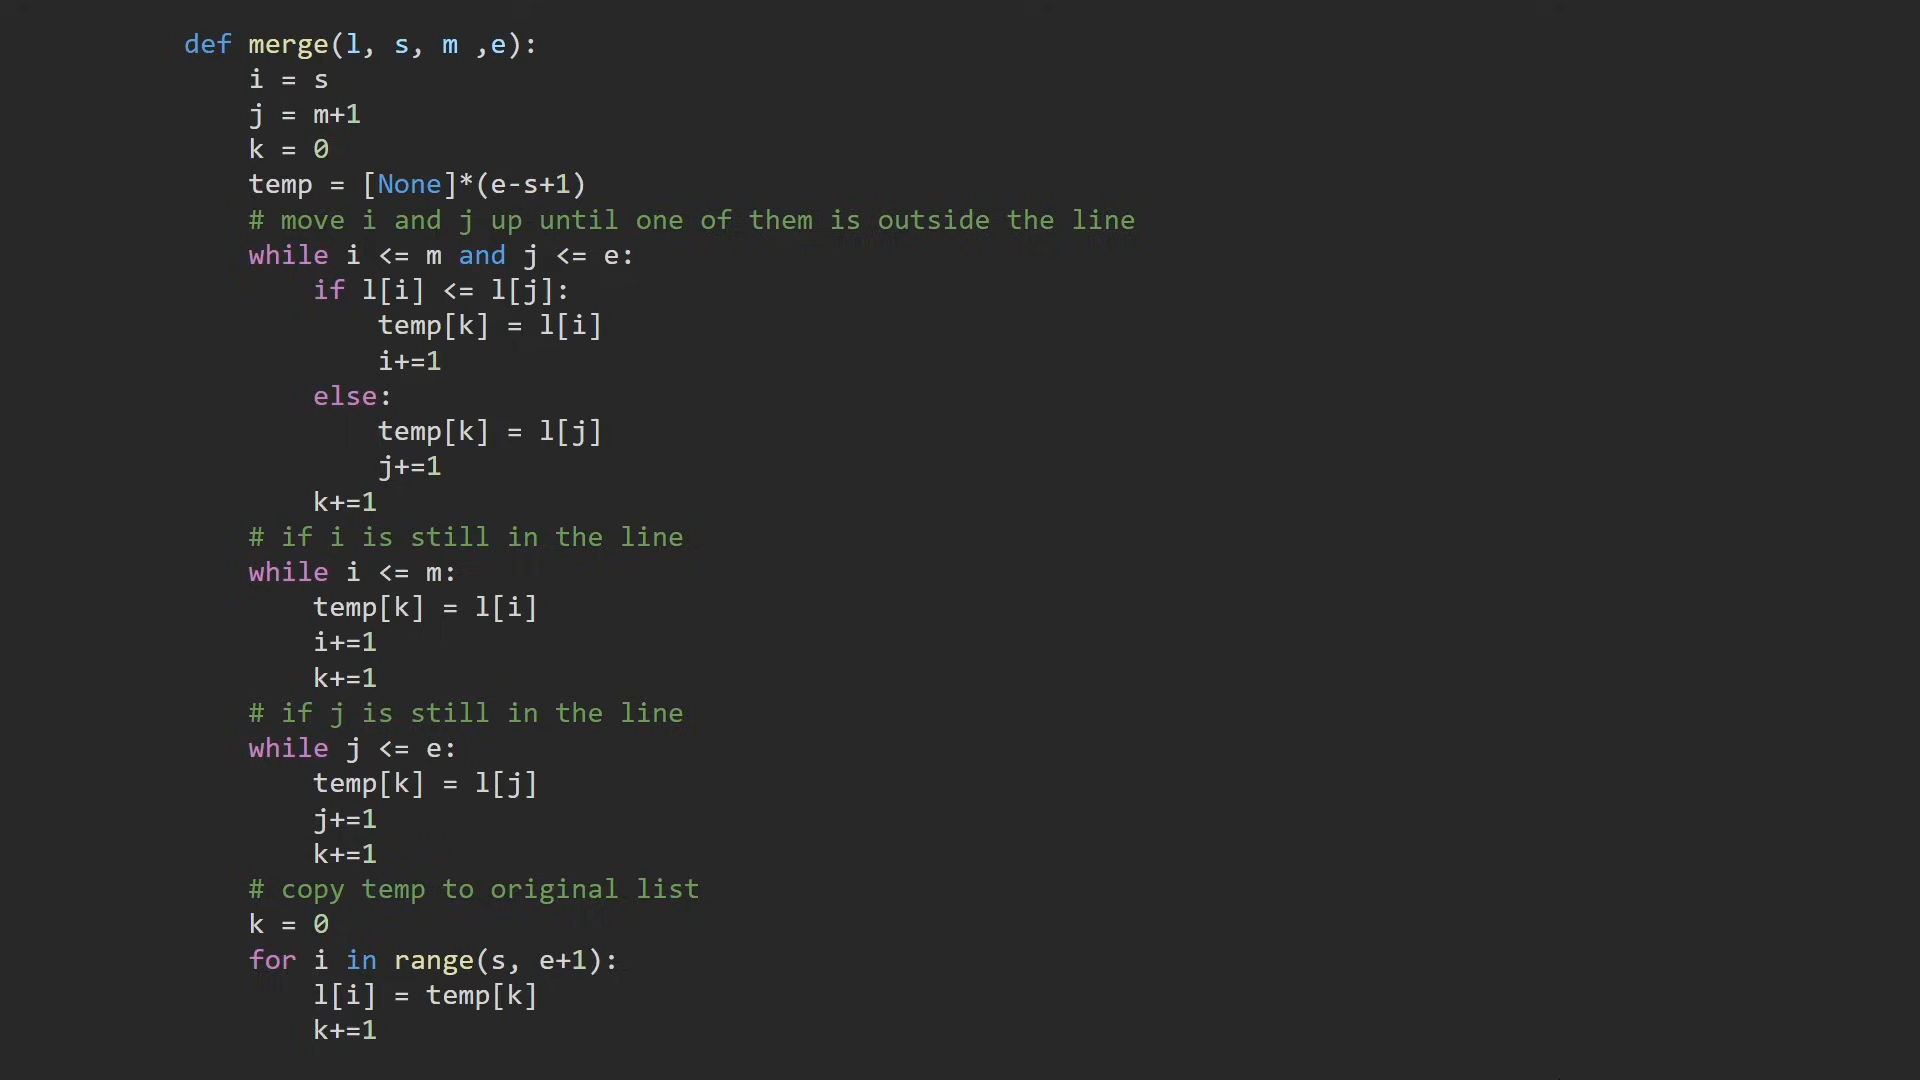 def merge(l, s, m ,e):
    i = s
    j = m+1
    k = 0
    temp = [None]*(e-s+1)
    # move i and j up until one of them is outside the line
    while i <= m and j <= e:
        if l[i] <= l[j]:
            temp[k] = l[i]
            i+=1
        else:
            temp[k] = l[j]
            j+=1
        k+=1
    # if i is still in the line
    while i <= m:
        temp[k] = l[i]
        i+=1
        k+=1
    # if j is still in the line
    while j <= e:
        temp[k] = l[j]
        j+=1
        k+=1
    # copy temp to original list
    k = 0
    for i in range(s, e+1):
        l[i] = temp[k]
        k+=1